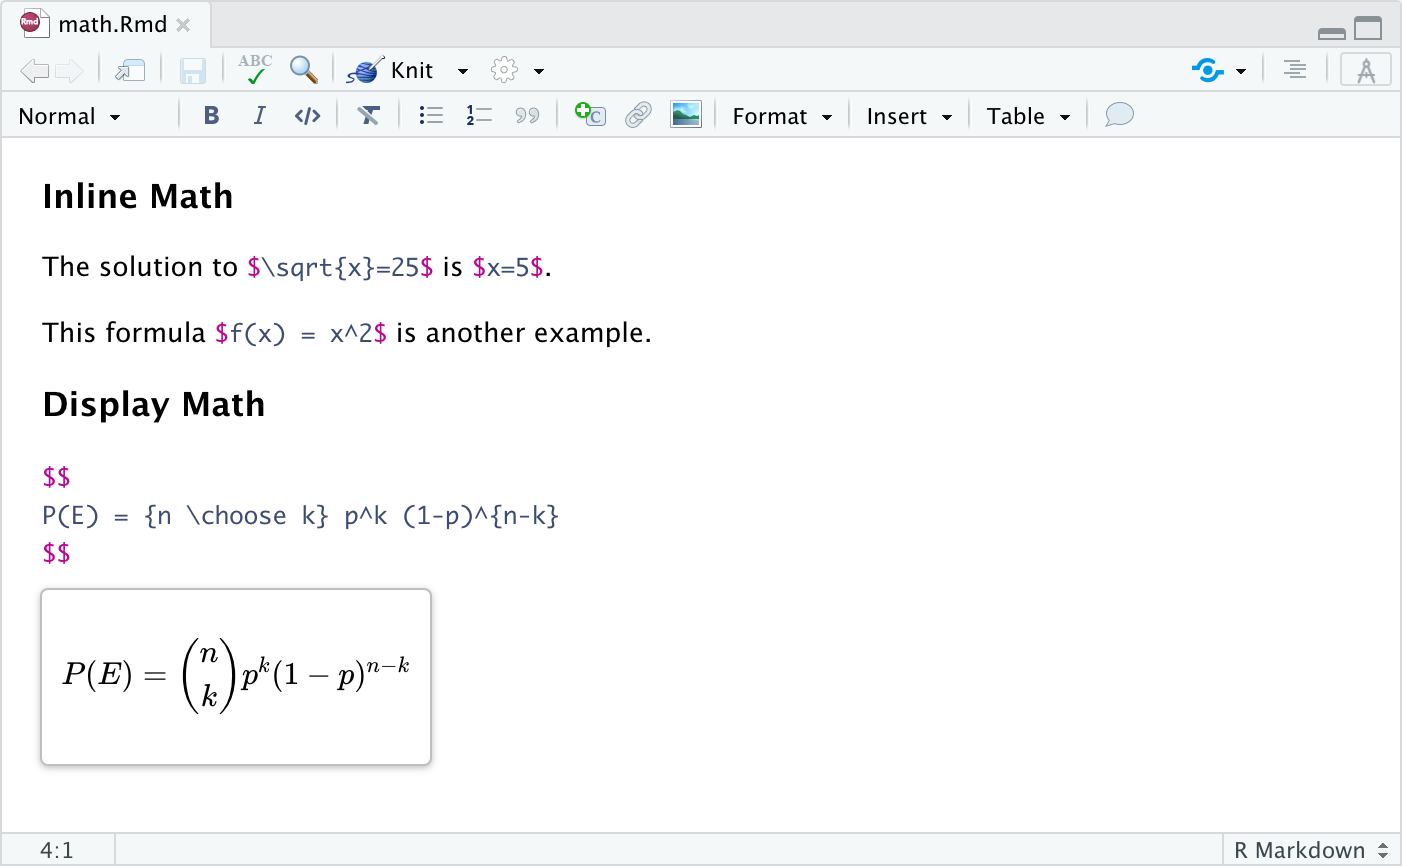 Rmd math.Rmd
ABC Knit
Normal B I </> Format Insert Table
Inline Math
The solution to $\sqrt{x}=25$ is $x=5$.
This formula $f(x) = x^2$ is another example.
Display Math
$$
P(E) = {n \choose k} p^k (1-p)^{n-k}
$$
P(E) = (n k) p^k (1 − p)^{n−k}
4:1 R Markdown